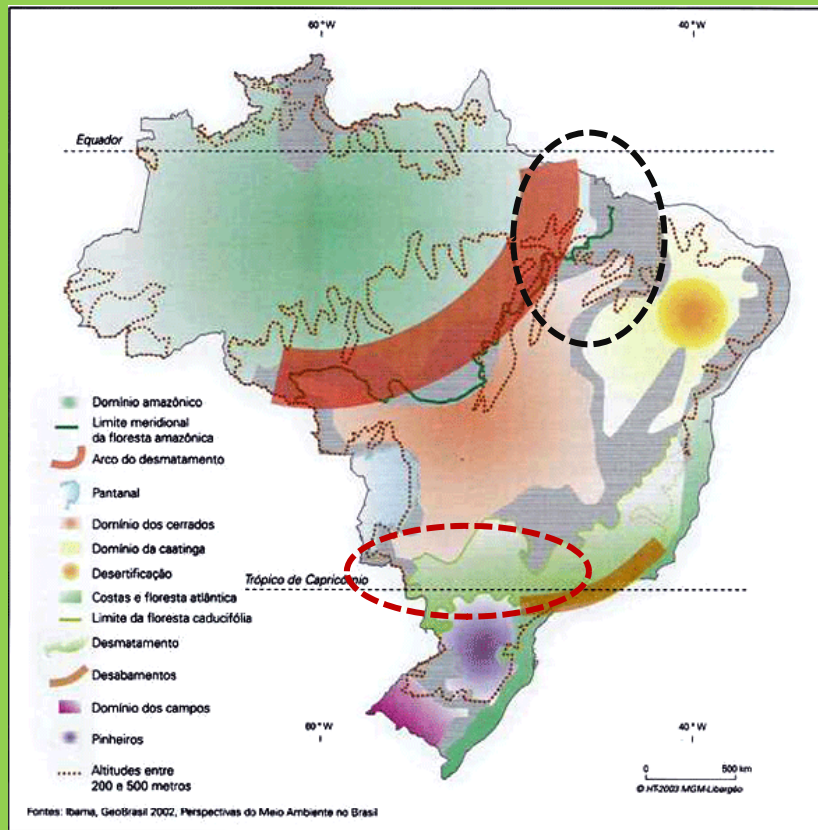 60 ° W
40 ° W
Equador
Domínio amazônico
Limite meridional
da floresta amazônica
Arco do desmatamento
Pantanal
Domínio dos cerrados
Domínio da caatinga
Desertificação
Trópico de Capricórnio
Costas e floresta atlântica
Limite da floresta caducifólia
Desmatamento
Desabamentos
Domínio dos campos
Pinheiros
Altitudes entre
200 e 500 metros
60 ° W
40 ° W
0 500 km
© HT-2003 MGM-Libergéo
Fontes: Ibama, GeoBrasil 2002, Perspectivas do Meio Ambiente no Brasil